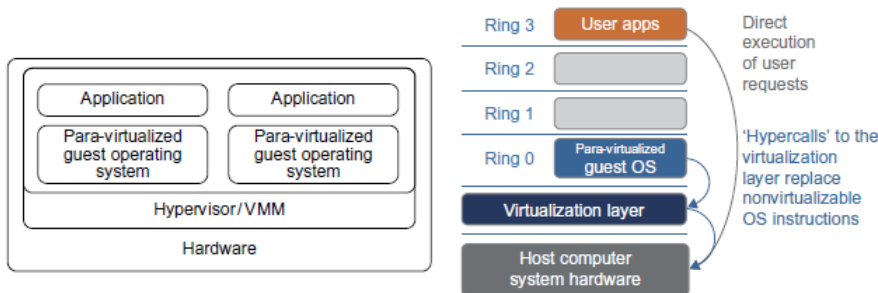 Application
Application
Para-virtualized
guest operating
system
Para-virtualized
guest operating
system
Hypervisor/VMM
Hardware
Ring 3
User apps
Ring 2
Ring 1
Ring 0
Para-virtualized
guest OS
Virtualization layer
Host computer
system hardware
Direct
execution
of user
requests
‘Hypercalls’ to the
virtualization
layer replace
nonvirtualizable
OS instructions